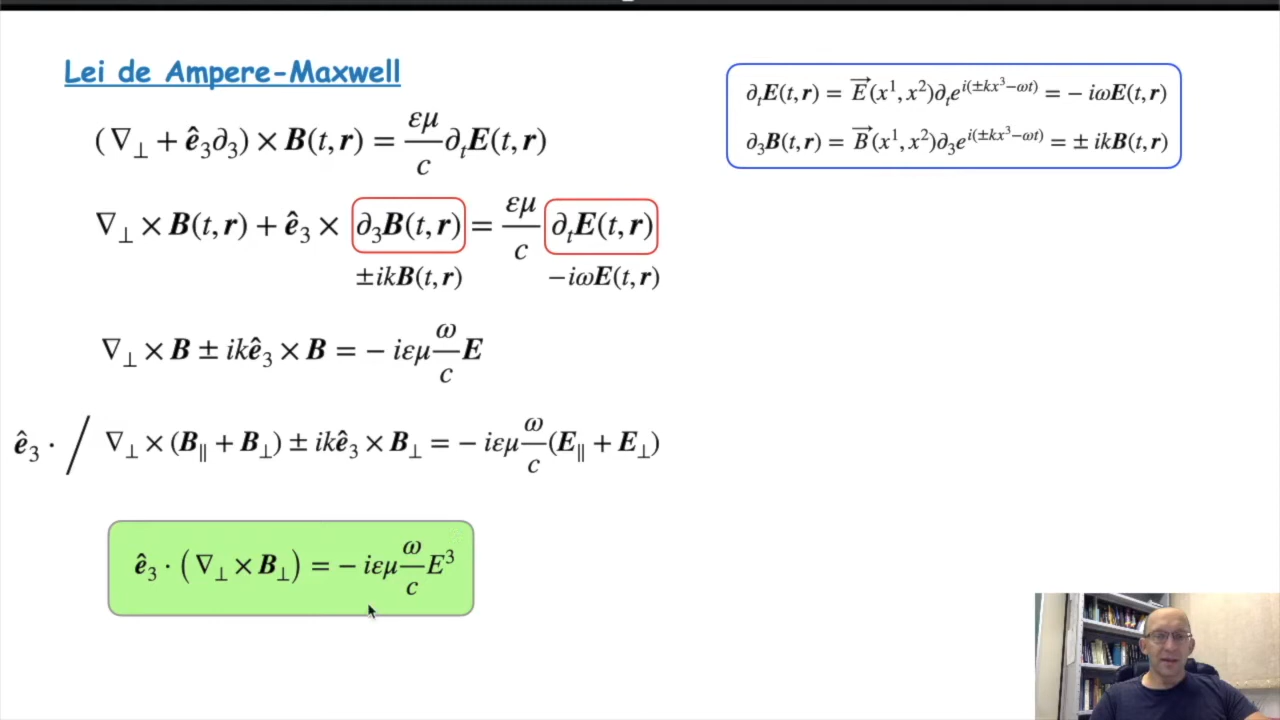 Lei de Ampere-Maxwell
(∇⊥ + ê₃∂₃) × B(t, r) = εμ/c ∂ₜE(t, r)
∇⊥ × B(t, r) + ê₃ × ∂₃B(t, r) = εμ/c ∂ₜE(t, r)
±ikB(t, r) −iωE(t, r)
∇⊥ × B ± ikê₃ × B = − iεμ ω/c E
ê₃ · / ∇⊥ × (B∥ + B⊥) ± ikê₃ × B⊥ = − iεμ ω/c (E∥ + E⊥)
ê₃ · (∇⊥ × B⊥) = − iεμ ω/c E³
∂ₜE(t, r) = E⃗(x¹, x²)∂ₜe^{i(±kx³−ωt)} = − iωE(t, r)
∂₃B(t, r) = B⃗(x¹, x²)∂₃e^{i(±kx³−ωt)} = ± ikB(t, r)